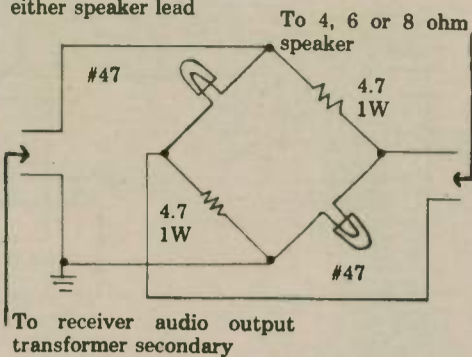 either speaker lead
To 4, 6 or 8 ohm
speaker
#47
4.7
1W
4.7
1W
#47
To receiver audio output
transformer secondary